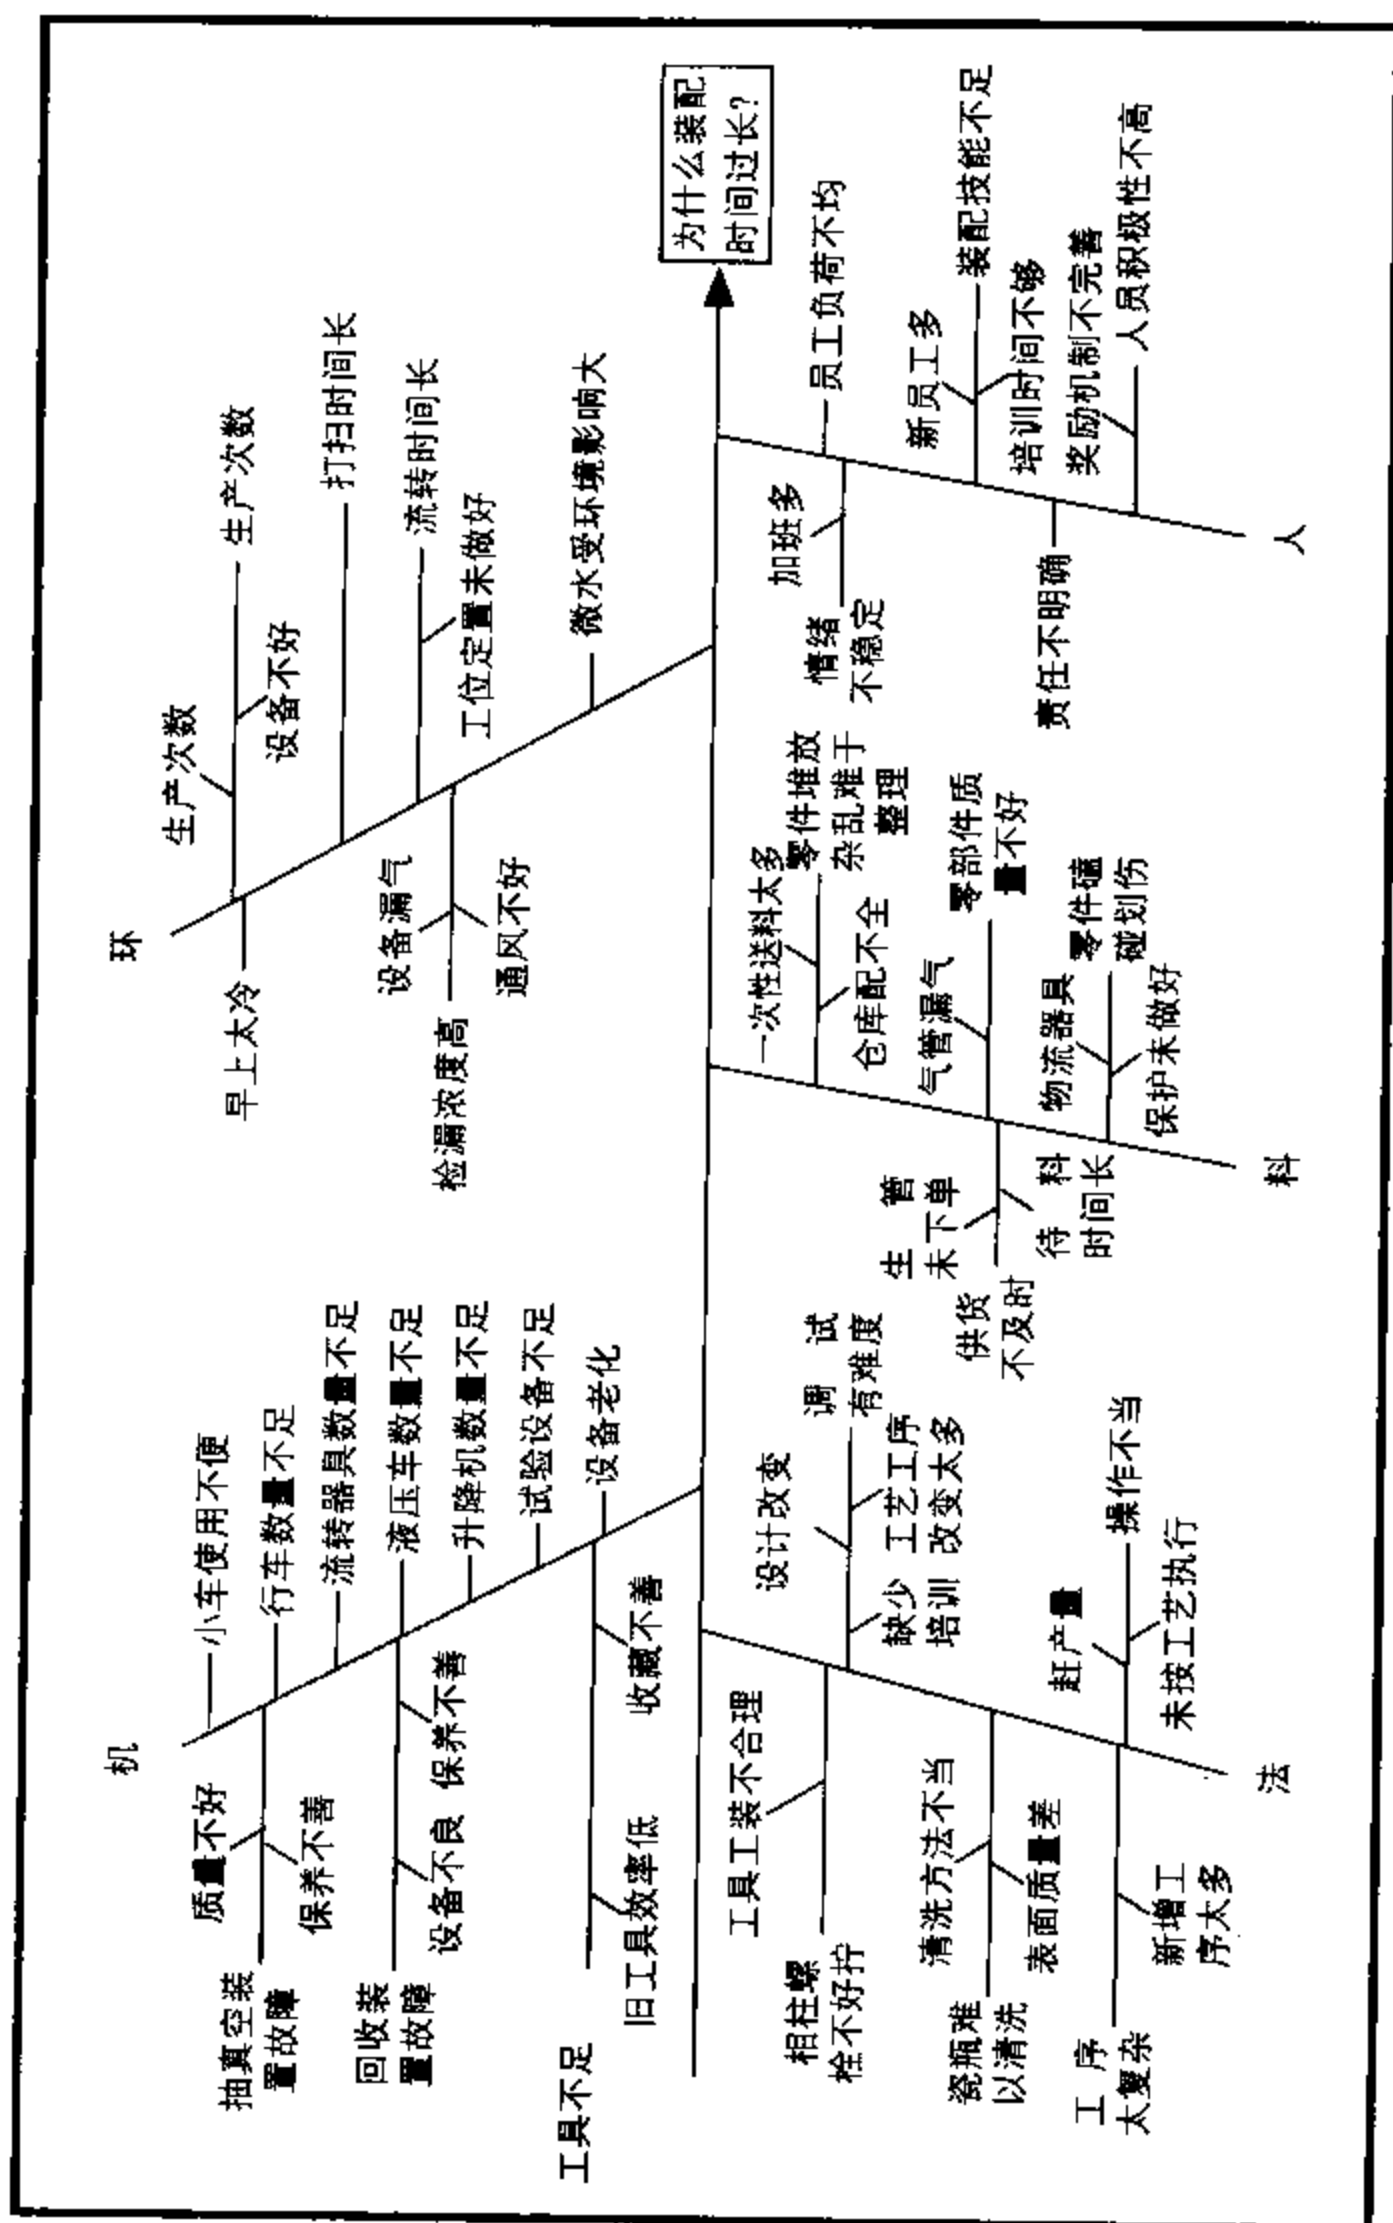 为什么装配
时间过长?
机
小车使用不便
行车数量不足
流转器具数量不足
液压车数量不足
升降机数量不足
试验设备不足
设备老化
质量不好
保养不善
抽真空装
置故障
设备不良
保养不善
回收装
置故障
收藏不善
旧工具效率低
工具不足
环
生产次数
生产次数
设备不好
打扫时间长
流转时间长
工位定置未做好
微水受环境影响大
早上太冷
设备漏气
通风不好
检漏浓度高
法
工具工装不合理
相柱螺
栓不好拧
设计改变
调试
有难度
缺少
培训
工艺工序
改变太多
清洗方法不当
表面质量差
瓷瓶难
以清洗
赶产量
操作不当
未按工艺执行
新增工
序太多
工序
太复杂
料
一次性送料太多
零件堆放
杂乱难于
整理
仓库配不全
气管漏气
零部件质
量不好
生管
未下单
待料
时间长
供货
不及时
物流器具
零件磕
碰划伤
保护未做好
人
员工负荷不均
加班多
情绪
不稳定
新员工多
装配技能不足
培训时间不够
责任不明确
奖励机制不完善
人员积极性不高